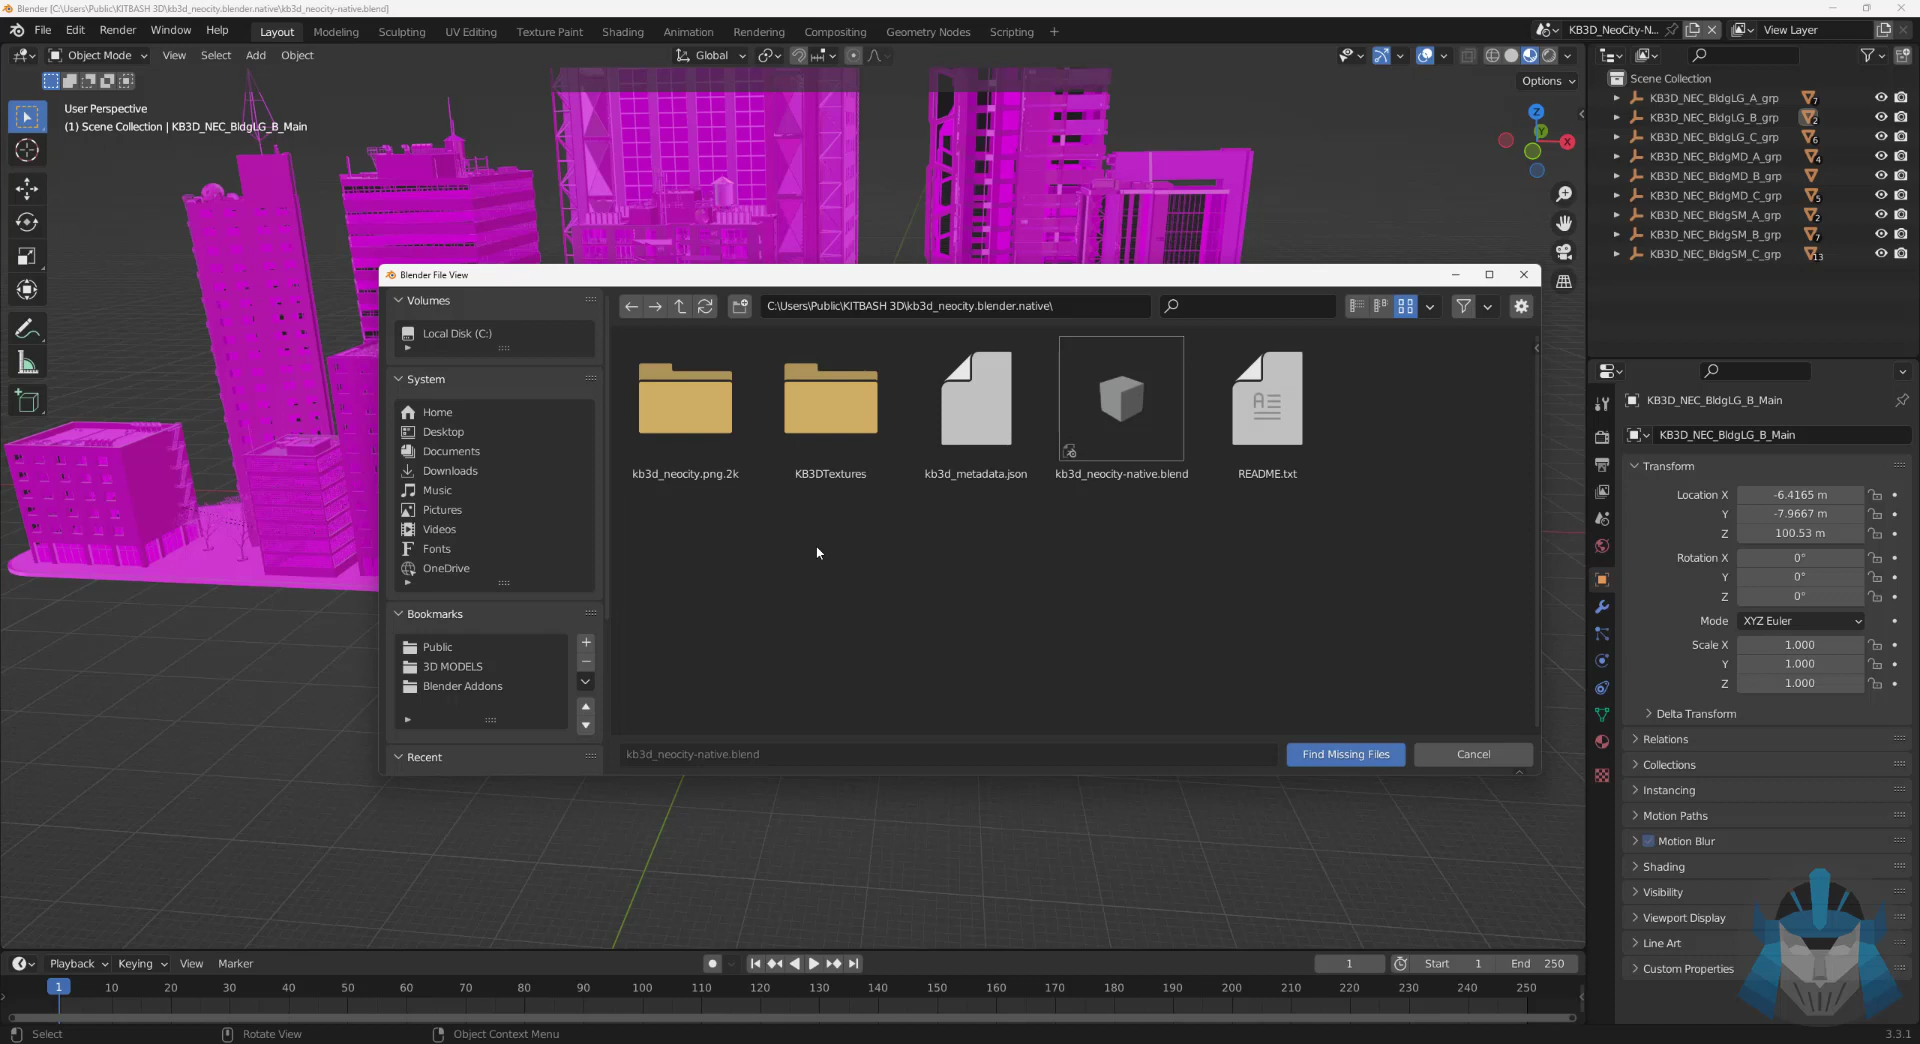 Blender [C:\Users\Public\KITBASH 3D\kb3d_neocity.blender.native\kb3d_neocity-native.blend]
File Edit Render Window Help Layout Modeling Sculpting UV Editing Texture Paint Shading Animation Rendering Compositing Geometry Nodes Scripting + KB3D_NeoCity-N... View Layer
Object Mode View Select Add Object Global
Options
User Perspective
(1) Scene Collection | KB3D_NEC_BldgLG_B_Main
Z
Y
X
Scene Collection
KB3D_NEC_BldgLG_A_grp 7
KB3D_NEC_BldgLG_B_grp 2
KB3D_NEC_BldgLG_C_grp 6
KB3D_NEC_BldgMD_A_grp 4
KB3D_NEC_BldgMD_B_grp
KB3D_NEC_BldgMD_C_grp 5
KB3D_NEC_BldgSM_A_grp 2
KB3D_NEC_BldgSM_B_grp 7
KB3D_NEC_BldgSM_C_grp 13
Blender File View
Volumes
Local Disk (C:)
System
Home
Desktop
Documents
Downloads
Music
Pictures
Videos
Fonts
OneDrive
Bookmarks
Public
3D MODELS
Blender Addons
Recent
C:\Users\Public\KITBASH 3D\kb3d_neocity.blender.native\
kb3d_neocity.png.2k KB3DTextures kb3d_metadata.json kb3d_neocity-native.blend README.txt
kb3d_neocity-native.blend Find Missing Files Cancel
KB3D_NEC_BldgLG_B_Main
KB3D_NEC_BldgLG_B_Main
Transform
Location X -6.4165 m
Y -7.9667 m
Z 100.53 m
Rotation X 0°
Y 0°
Z 0°
Mode XYZ Euler
Scale X 1.000
Y 1.000
Z 1.000
Delta Transform
Relations
Collections
Instancing
Motion Paths
Motion Blur
Shading
Visibility
Viewport Display
Line Art
Custom Properties
Playback Keying View Marker 1 Start 1 End 250
1 10 20 30 40 50 60 70 80 90 100 110 120 130 140 150 160 170 180 190 200 210 220 230 240 250
Select Rotate View Object Context Menu 3.3.1